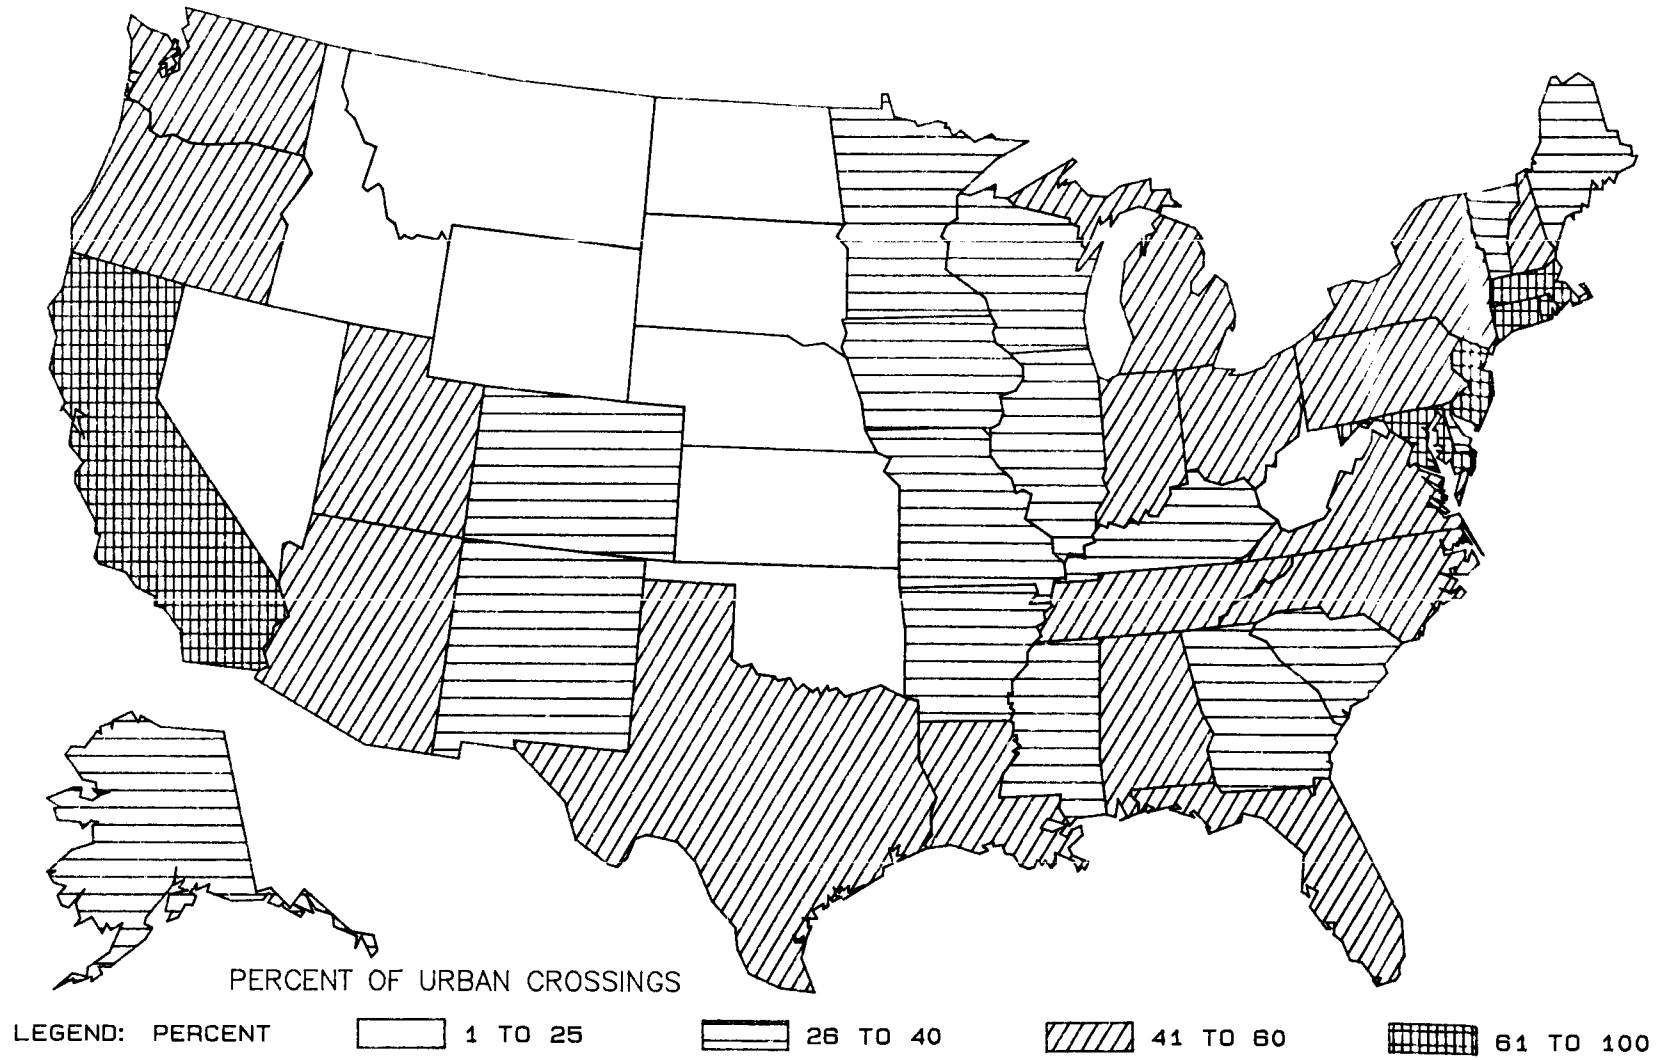 PERCENT OF URBAN CROSSINGS
LEGEND: PERCENT 1 TO 25 26 TO 40 41 TO 60 61 TO 100